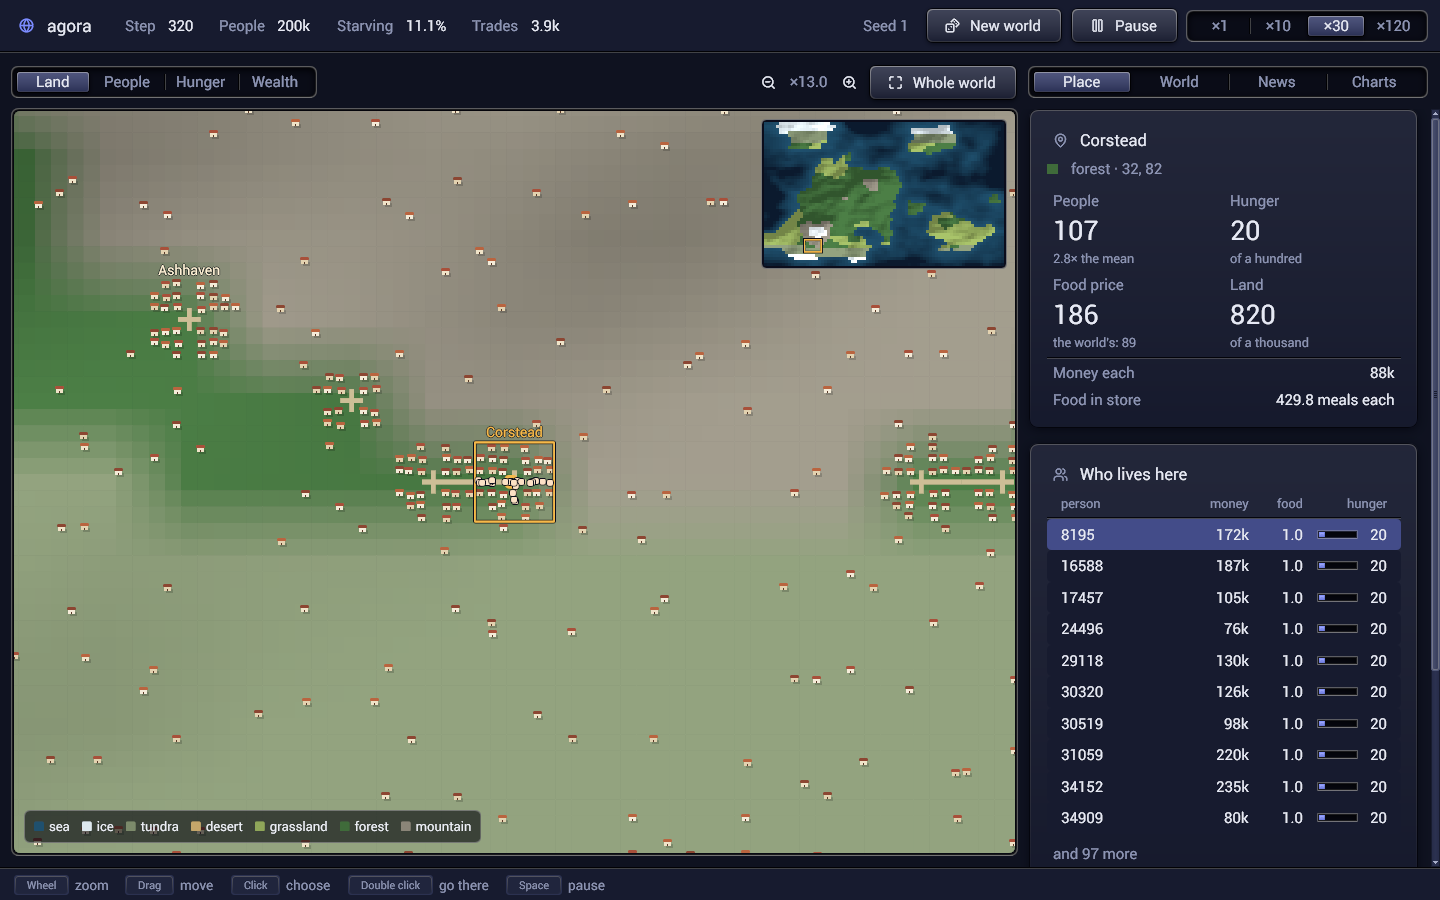 agora Step 320 People 200k Starving 11.1% Trades 3.9k Seed 1 New world Pause ×1 ×10 ×30 ×120
Land People Hunger Wealth ×13.0 Whole world Place World News Charts
Ashhaven
Corstead
sea ice tundra desert grassland forest mountain
Corstead
forest · 32, 82
People Hunger
107 20
2.8× the mean of a hundred
Food price Land
186 820
the world's: 89 of a thousand
Money each 88k
Food in store 429.8 meals each
Who lives here
person money food hunger
8195 172k 1.0 20
16588 187k 1.0 20
17457 105k 1.0 20
24496 76k 1.0 20
29118 130k 1.0 20
30320 126k 1.0 20
30519 98k 1.0 20
31059 220k 1.0 20
34152 235k 1.0 20
34909 80k 1.0 20
and 97 more
Wheel zoom Drag move Click choose Double click go there Space pause